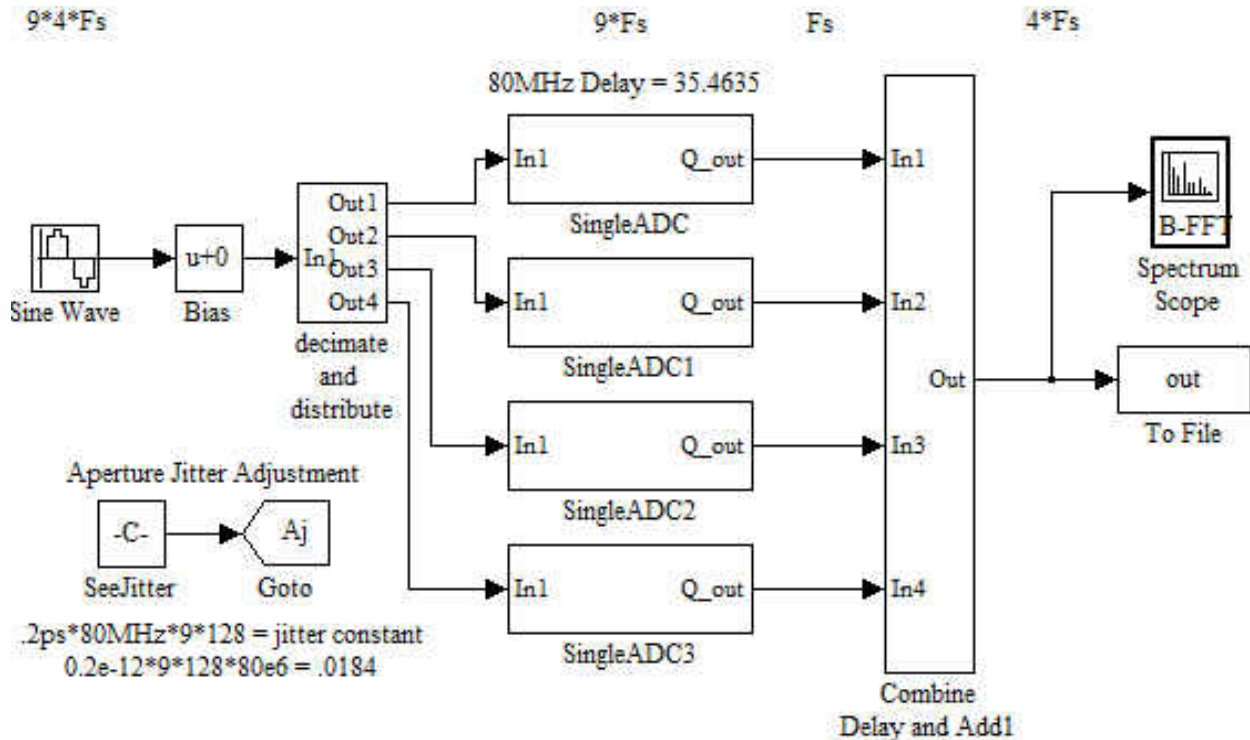 9*4*Fs
9*Fs
Fs
4*Fs
80MHz Delay = 35.4635
In1
Q_out
SingleADC
In1
Out1
Out2
Out3
Out4
In1
decimate
and
distribute
Sine Wave
u+0
Bias
In1
Q_out
SingleADC1
In2
B-FFT
Spectrum
Scope
Out
out
To File
In1
Q_out
SingleADC2
In3
Aperture Jitter Adjustment
-C-
SeeJitter
Aj
Goto
In1
Q_out
SingleADC3
In4
.2ps*80MHz*9*128 = jitter constant
0.2e-12*9*128*80e6 = .0184
Combine
Delay and Add1